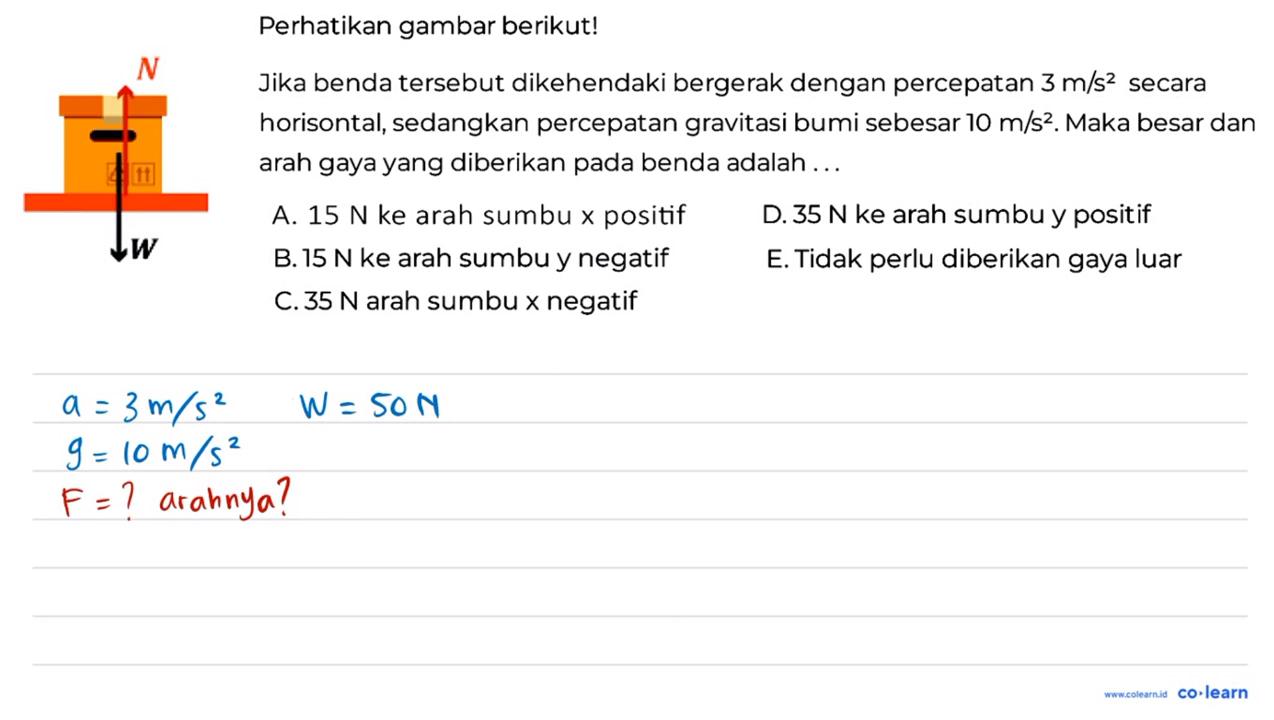 Perhatikan gambar berikut!
N
Jika benda tersebut dikehendaki bergerak dengan percepatan 3 m/s² secara
horisontal, sedangkan percepatan gravitasi bumi sebesar 10 m/s². Maka besar dan
arah gaya yang diberikan pada benda adalah . . .
W
A. 15 N ke arah sumbu x positif
D. 35 N ke arah sumbu y positif
B. 15 N ke arah sumbu y negatif
E. Tidak perlu diberikan gaya luar
C. 35 N arah sumbu x negatif
a = 3 m/s² W = 50 N
g = 10 m/s²
F = ? arahnya?
www.colearn.id co·learn